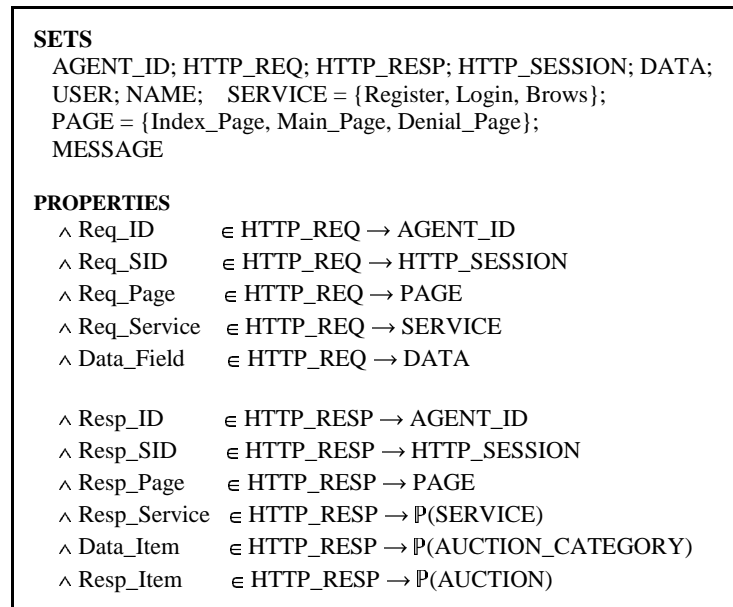 SETS
AGENT_ID; HTTP_REQ; HTTP_RESP; HTTP_SESSION; DATA;
USER; NAME; SERVICE = {Register, Login, Brows};
PAGE = {Index_Page, Main_Page, Denial_Page};
MESSAGE
PROPERTIES
∧ Req_ID ∈ HTTP_REQ → AGENT_ID
∧ Req_SID ∈ HTTP_REQ → HTTP_SESSION
∧ Req_Page ∈ HTTP_REQ → PAGE
∧ Req_Service ∈ HTTP_REQ → SERVICE
∧ Data_Field ∈ HTTP_REQ → DATA
∧ Resp_ID ∈ HTTP_RESP → AGENT_ID
∧ Resp_SID ∈ HTTP_RESP → HTTP_SESSION
∧ Resp_Page ∈ HTTP_RESP → PAGE
∧ Resp_Service ∈ HTTP_RESP → ℙ(SERVICE)
∧ Data_Item ∈ HTTP_RESP → ℙ(AUCTION_CATEGORY)
∧ Resp_Item ∈ HTTP_RESP → ℙ(AUCTION)